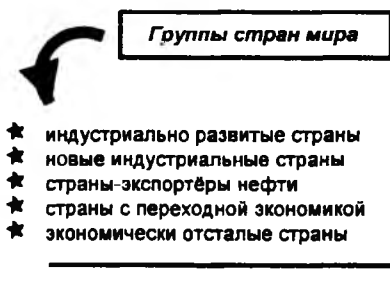 Группы стран мира
индустриально развитые страны
новые индустриальные страны
страны-экспортёры нефти
страны с переходной экономикой
экономически отсталые страны